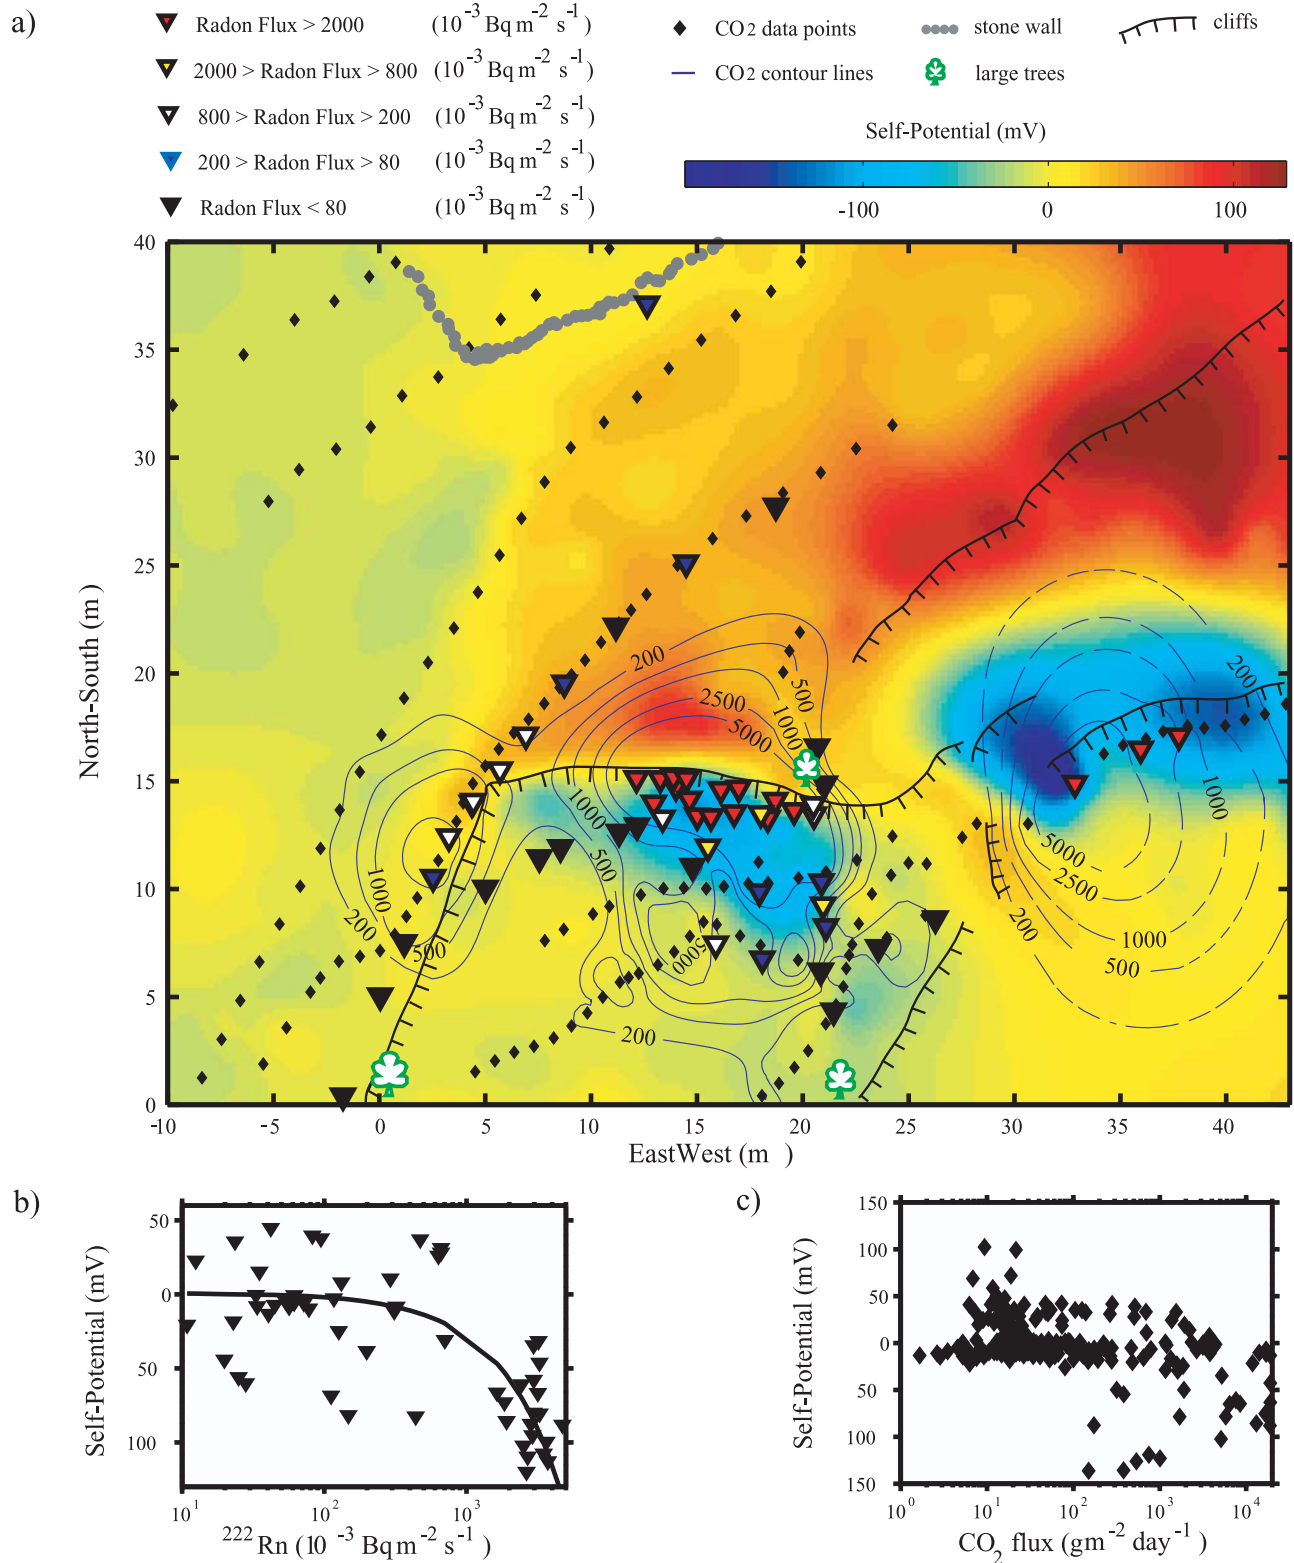 a)
Radon Flux > 2000 (10⁻³ Bq m⁻² s⁻¹)
2000 > Radon Flux > 800 (10⁻³ Bq m⁻² s⁻¹)
800 > Radon Flux > 200 (10⁻³ Bq m⁻² s⁻¹)
200 > Radon Flux > 80 (10⁻³ Bq m⁻² s⁻¹)
Radon Flux < 80 (10⁻³ Bq m⁻² s⁻¹)
CO2 data points
stone wall
cliffs
CO2 contour lines
large trees
Self-Potential (mV)
-100 0 100
40
35
30
25
20
15
10
5
0
North-South (m)
200
2500
5000
500
1000
1000
500
1000
200
500
5000
200
200
1000
5000
2500
200
1000
500
-10 -5 0 5 10 15 20 25 30 35 40
EastWest (m )
b)
50
0
50
100
Self-Potential (mV)
10¹ 10² 10³
²²²Rn (10⁻³ Bq m⁻² s⁻¹)
c)
150
100
50
0
50
100
150
Self-Potential (mV)
10⁰ 10¹ 10² 10³ 10⁴
CO₂ flux (gm⁻² day⁻¹)